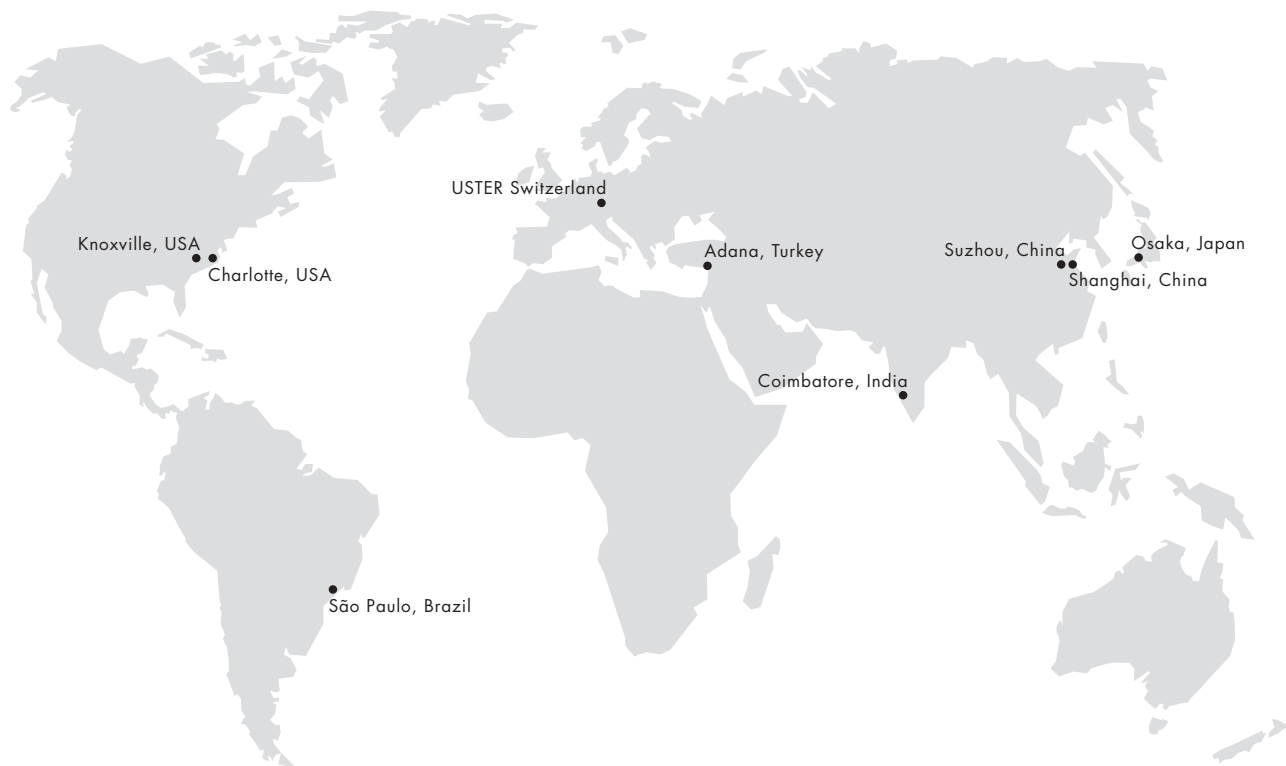 USTER Switzerland
Knoxville, USA
Charlotte, USA
Adana, Turkey
Suzhou, China
Osaka, Japan
Shanghai, China
Coimbatore, India
São Paulo, Brazil